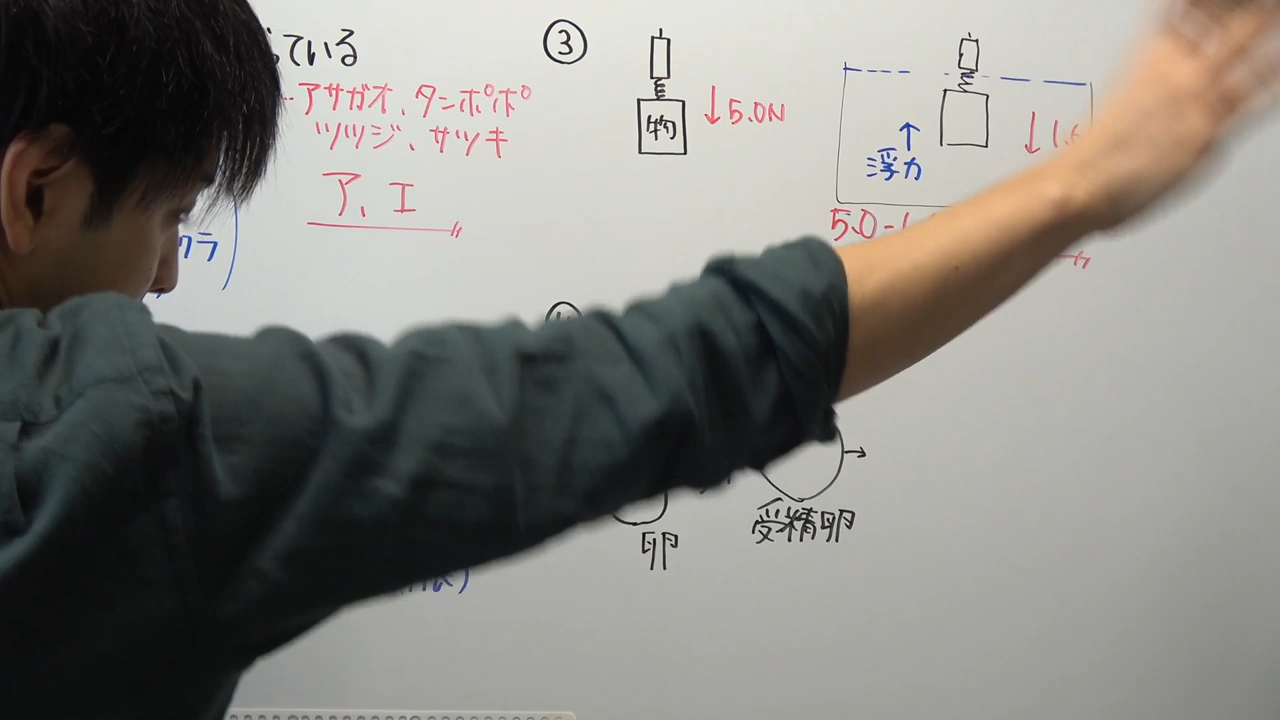 ている
アサガオ、タンポポ
ツツジ、サツキ
ア、エ
③
物
↓5.0N
↑
浮力
↓1.
5.0-1
卵
受精卵